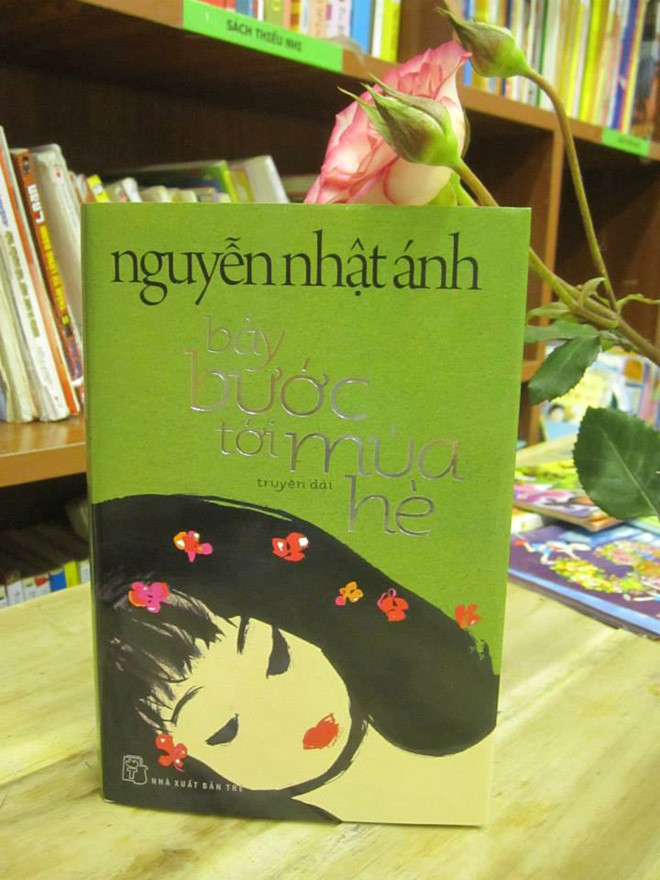 SÁCH THIẾU NHI
nguyễn nhật ánh
bảy
bước
tới mùa
hè
truyện dài
NHÀ XUẤT BẢN TRẺ